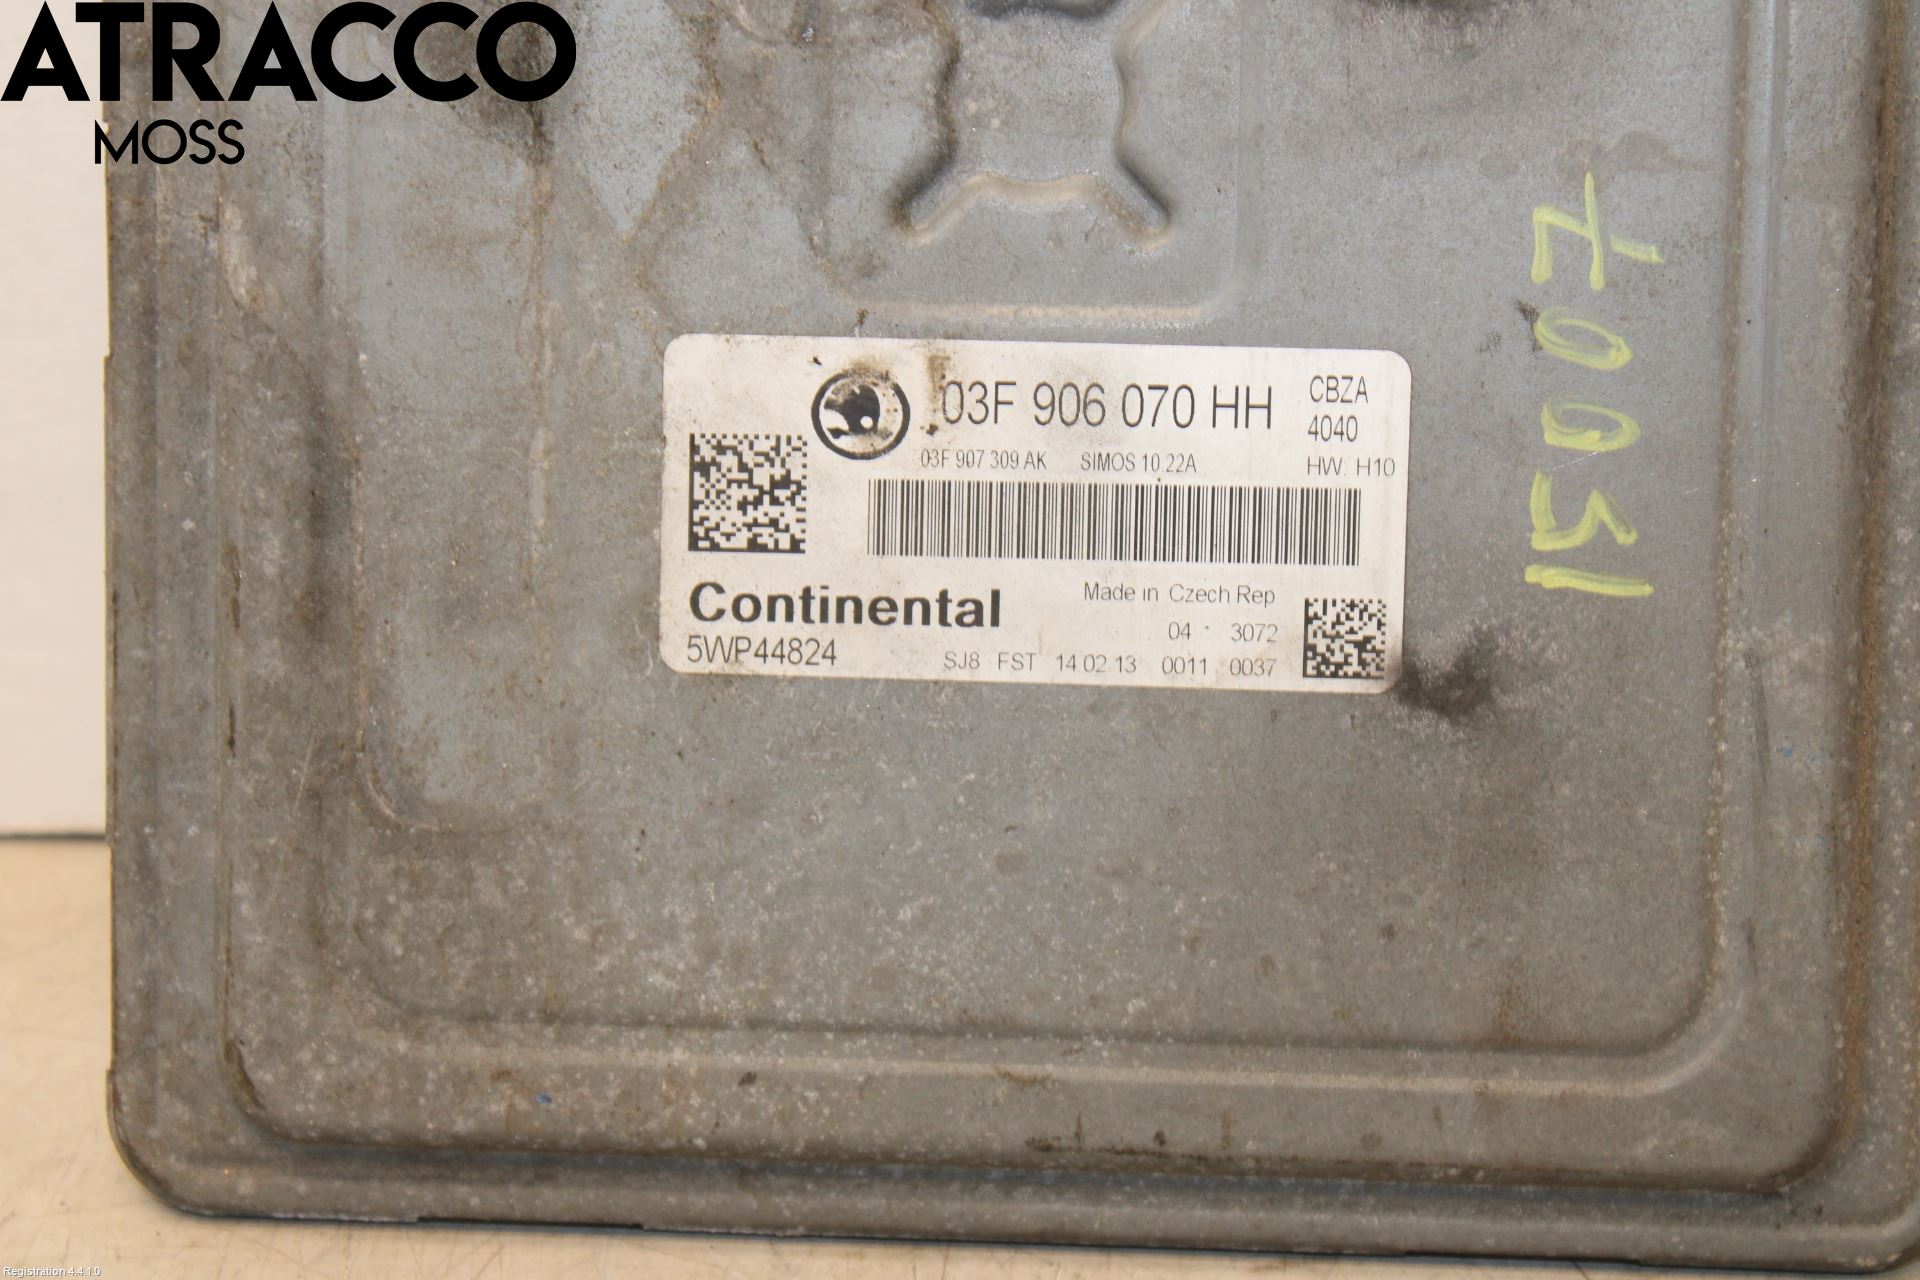 ATRACCO
MOSS
03F 906 070 HH
CBZA
4040
03F 907 309 AK SIMOS 10.22A
HW: H10
Continental
Made in Czech Rep
5WP44824
04 3072
SJ8 FST 14 02 13 0011 0037
Registration 4.4.1.0